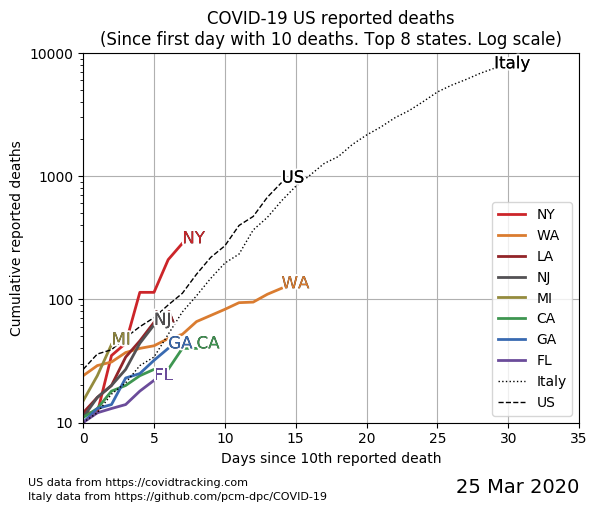 COVID-19 US reported deaths
(Since first day with 10 deaths. Top 8 states. Log scale)
Cumulative reported deaths
10000
1000
100
10
0
5
10
15
20
25
30
35
Days since 10th reported death
Italy
US
NY
WA
NJ
MI
GA
CA
FL
NY
WA
LA
NJ
MI
CA
GA
FL
Italy
US
US data from https://covidtracking.com
Italy data from https://github.com/pcm-dpc/COVID-19
25 Mar 2020